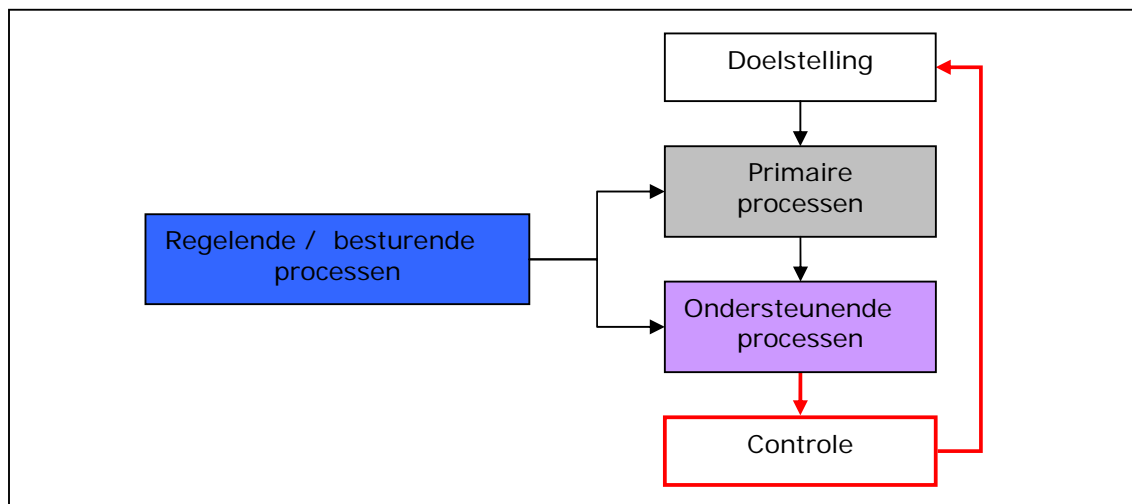 Doelstelling
Primaire
processen
Regelende / besturende
processen
Ondersteunende
processen
Controle